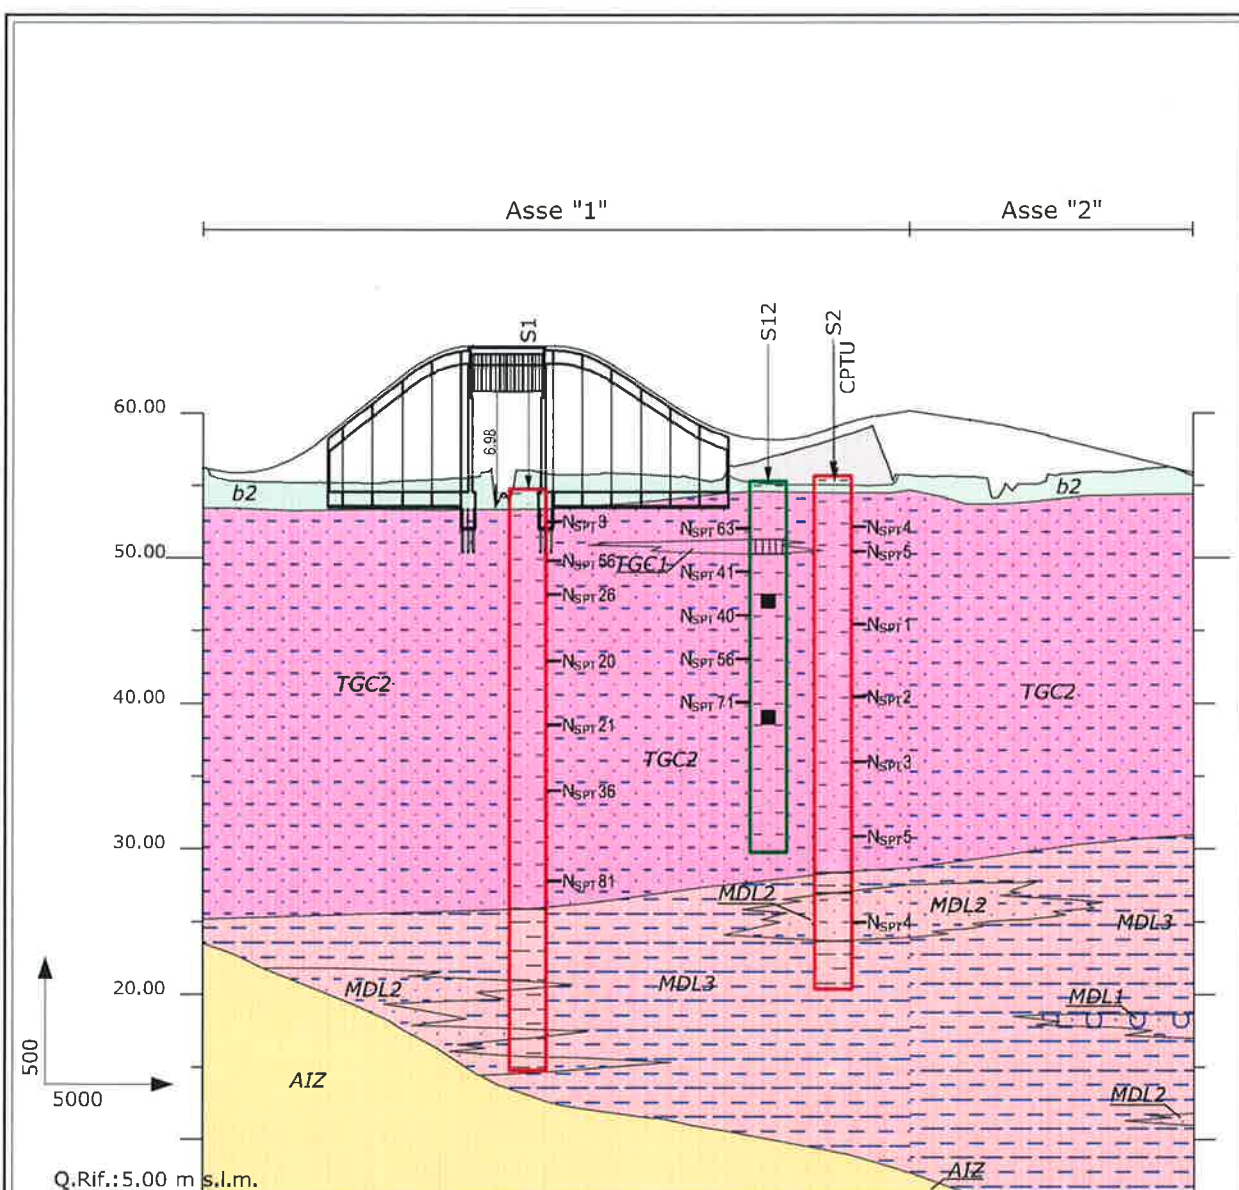 Asse "1"
Asse "2"
S1
S12
S2
CPTU
60.00
6.98
b2
b2
NSPT 9
NSPT 63
NSPT 4
50.00
NSPT 56
TGC1
NSPT 5
NSPT 41
NSPT 26
NSPT 40
NSPT 1
NSPT 20
NSPT 56
TGC2
TGC2
40.00
NSPT 71
NSPT 2
NSPT 21
TGC2
NSPT 3
NSPT 36
30.00
NSPT 5
NSPT 81
MDL2
MDL2
NSPT 4
MDL3
20.00
MDL2
MDL3
MDL1
500
5000
AIZ
MDL2
AIZ
Q.Rif.:5.00 m s.l.m.